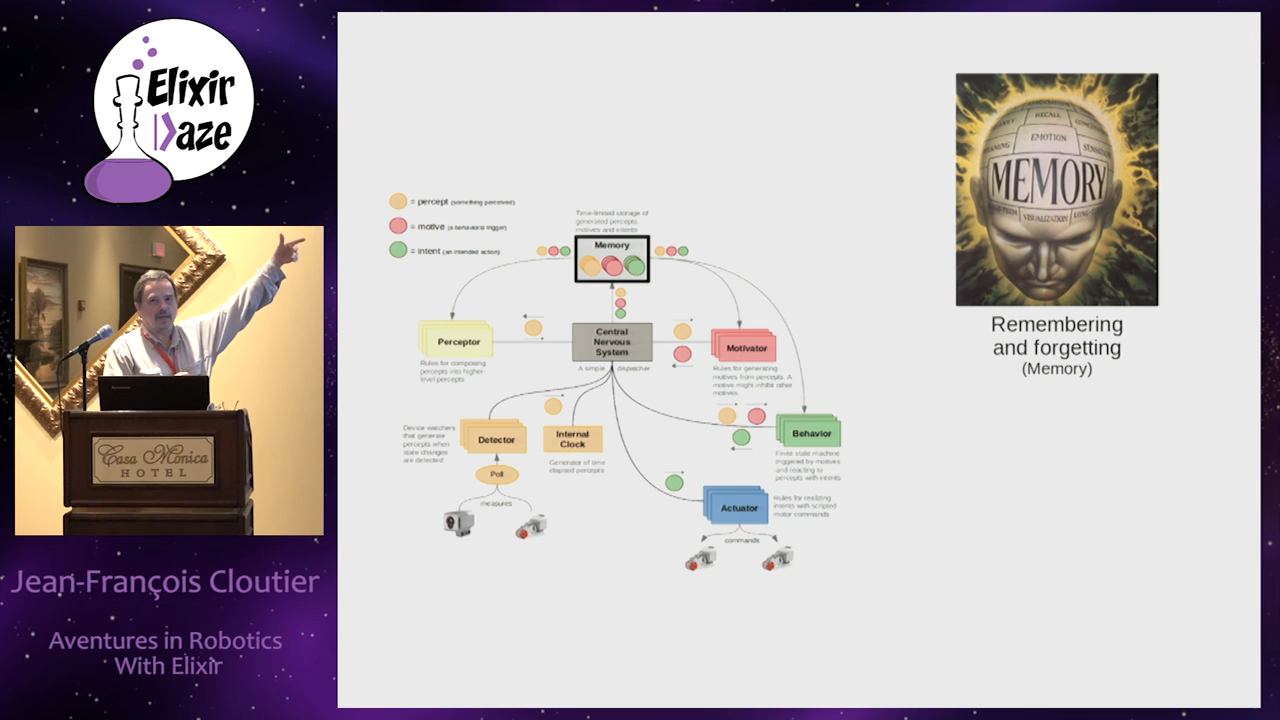 Elixir
Daze
Casa Monica
HOTEL
Jean-François Cloutier
Aventures in Robotics
With Elixir
= percept (something perceived)
= motive (a behavioral trigger)
= intent (an intended action)
Time-limited storage of
generated percepts,
motives and intents
Memory
Perceptor
Rules for composing
percepts into higher
level percepts
Central
Nervous
System
A simple dispatcher
Motivator
Rules for generating
motives from percepts. A
motive might inhibit other
motives.
Device watchers
that generate
percepts when
state changes
are detected
Detector
Internal
Clock
Generator of time
elapsed percepts
Poll
measures
Behavior
Finite state machine
triggered by motives
and reacting to
percepts with intents
Actuator
Rules for realizing
intents with scripted
motor commands
commands
RECALL
EMOTION
MEMORY
VISUALIZATION
Remembering
and forgetting
(Memory)